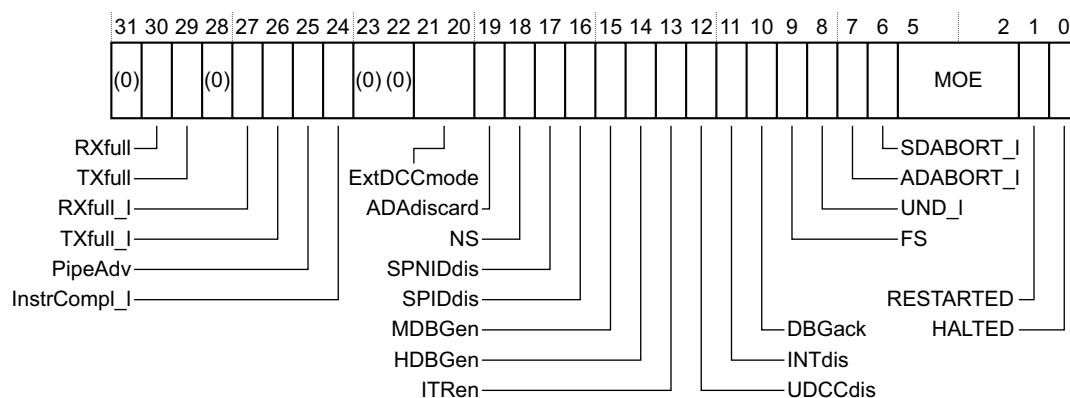 31 30 29 28 27 26 25 24 23 22 21 20 19 18 17 16 15 14 13 12 11 10 9 8 7 6 5 2 1 0
(0) (0) (0) (0) MOE
RXfull SDABORT_l
TXfull ExtDCCmode ADABORT_l
RXfull_l ADAdiscard UND_l
TXfull_l NS FS
PipeAdv SPNIDdis
InstrCompl_l SPIDdis RESTARTED
MDBGen DBGack HALTED
HDBGen INTdis
ITRen UDCCdis